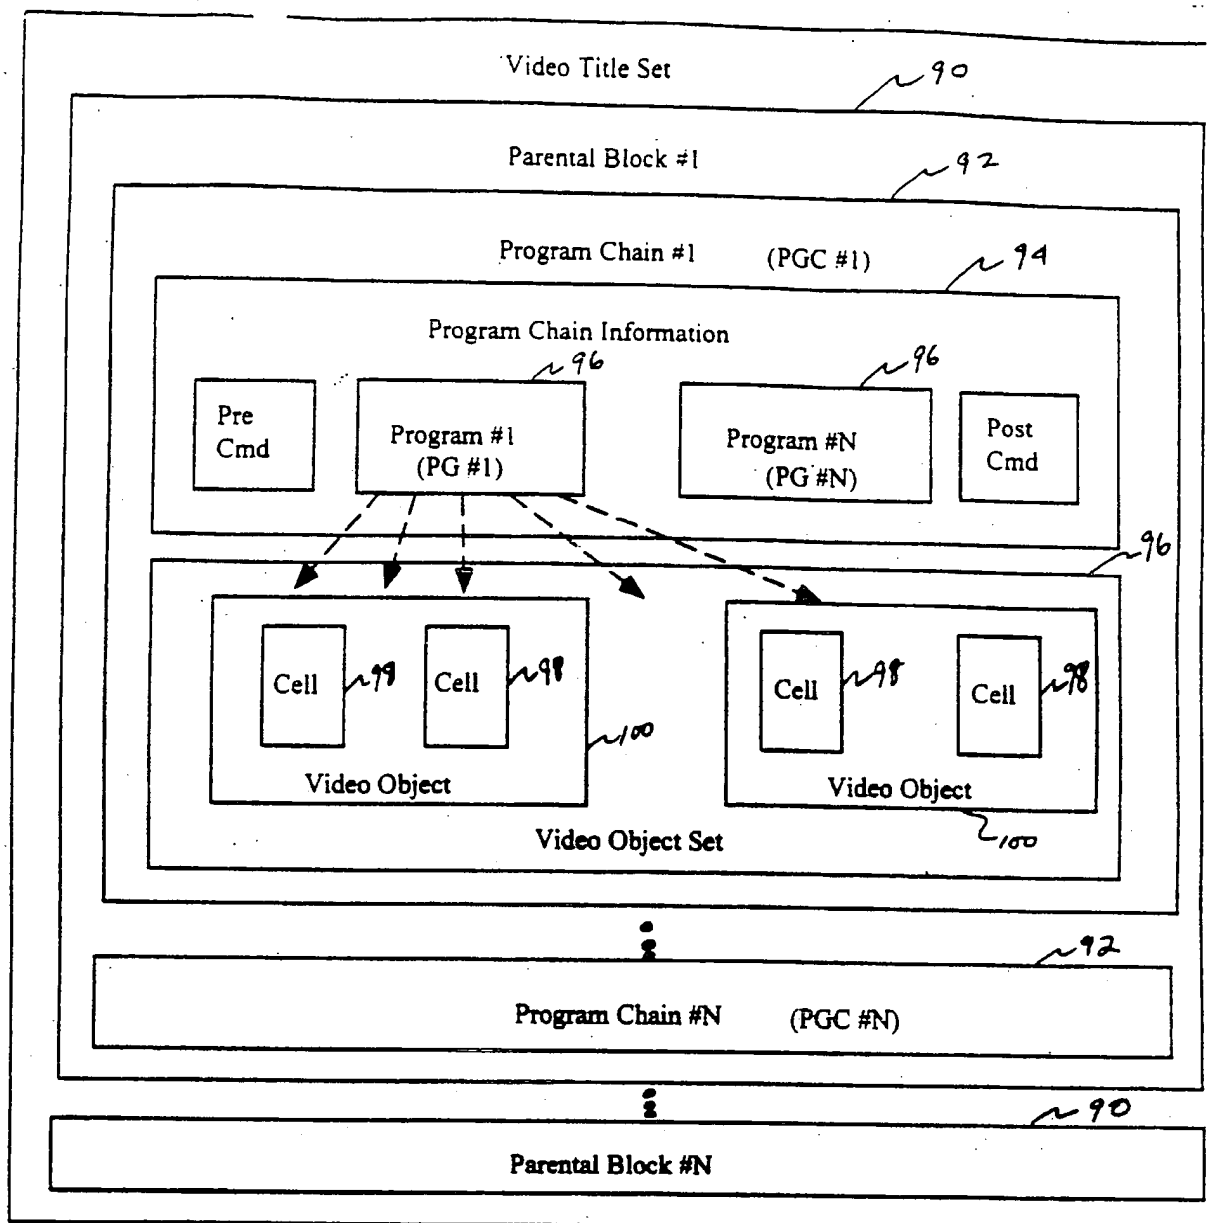 Video Title Set
90
Parental Block #1
92
Program Chain #1 (PGC #1)
94
Program Chain Information
96
96
Pre
Cmd
Program #1
(PG #1)
Program #N
(PG #N)
Post
Cmd
96
Cell
98
Cell
98
Cell
98
Cell
98
100
Video Object
Video Object
100
Video Object Set
92
Program Chain #N (PGC #N)
90
Parental Block #N